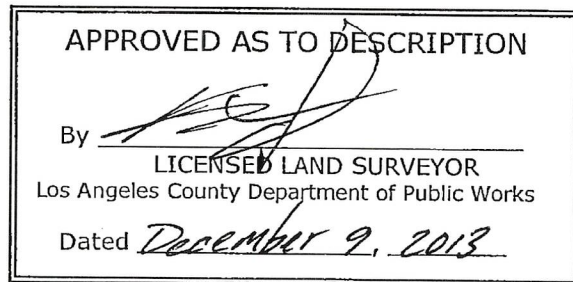 APPROVED AS TO DESCRIPTION
By
LICENSED LAND SURVEYOR
Los Angeles County Department of Public Works
Dated December 9, 2013